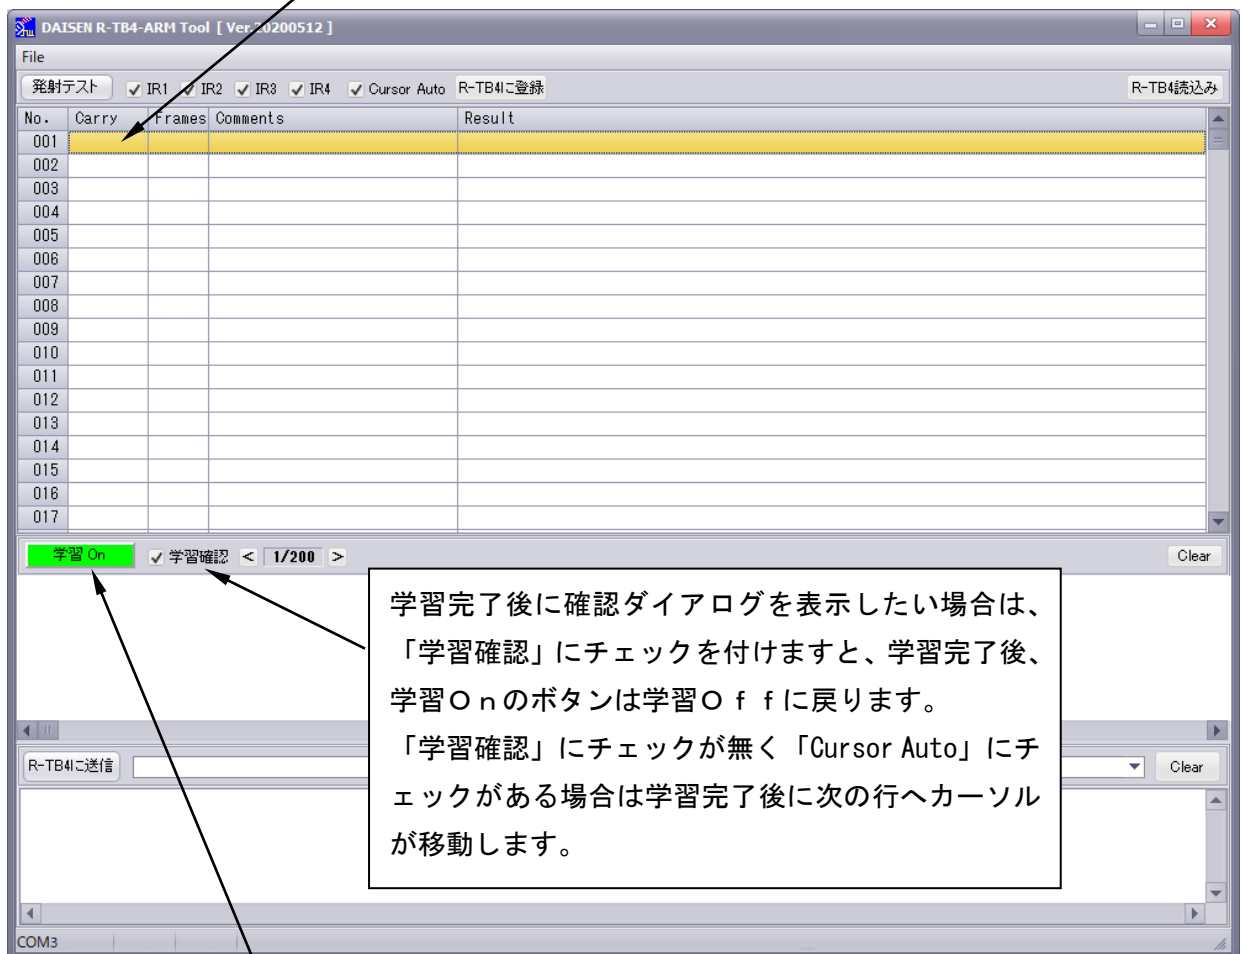 DAISEN R-TB4-ARM Tool [ Ver.20200512 ]
File
発射テスト IR1 IR2 IR3 IR4 Cursor Auto R-TB4に登録 R-TB4読込み
No. Carry Frames Comments Result
001
002
003
004
005
006
007
008
009
010
011
012
013
014
015
016
017
学習 On 学習確認 < 1/200 > Clear
学習完了後に確認ダイアログを表示したい場合は、
「学習確認」にチェックを付けますと、学習完了後、
学習Ｏｎのボタンは学習Ｏｆｆに戻ります。
「学習確認」にチェックが無く「Cursor Auto」にチ
ェックがある場合は学習完了後に次の行へカーソル
が移動します。
R-TB4に送信 Clear
COM3